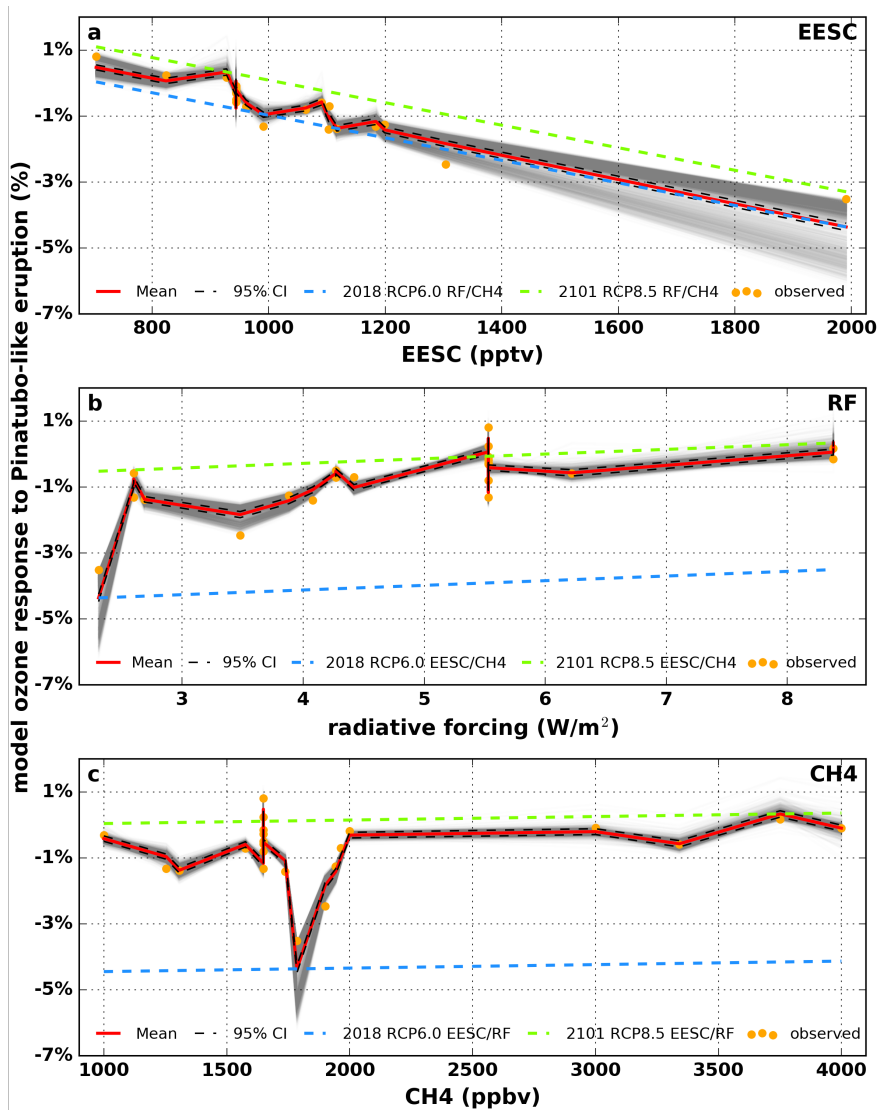 model ozone response to Pinatubo-like eruption (%)
a
EESC
1%
-1%
-3%
-5%
-7%
Mean 95% CI 2018 RCP6.0 RF/CH4 2101 RCP8.5 RF/CH4 observed
800 1000 1200 1400 1600 1800 2000
EESC (pptv)
b
RF
1%
-1%
-3%
-5%
-7%
Mean 95% CI 2018 RCP6.0 EESC/CH4 2101 RCP8.5 EESC/CH4 observed
3 4 5 6 7 8
radiative forcing (W/m²)
c
CH4
1%
-1%
-3%
-5%
-7%
Mean 95% CI 2018 RCP6.0 EESC/RF 2101 RCP8.5 EESC/RF observed
1000 1500 2000 2500 3000 3500 4000
CH4 (ppbv)